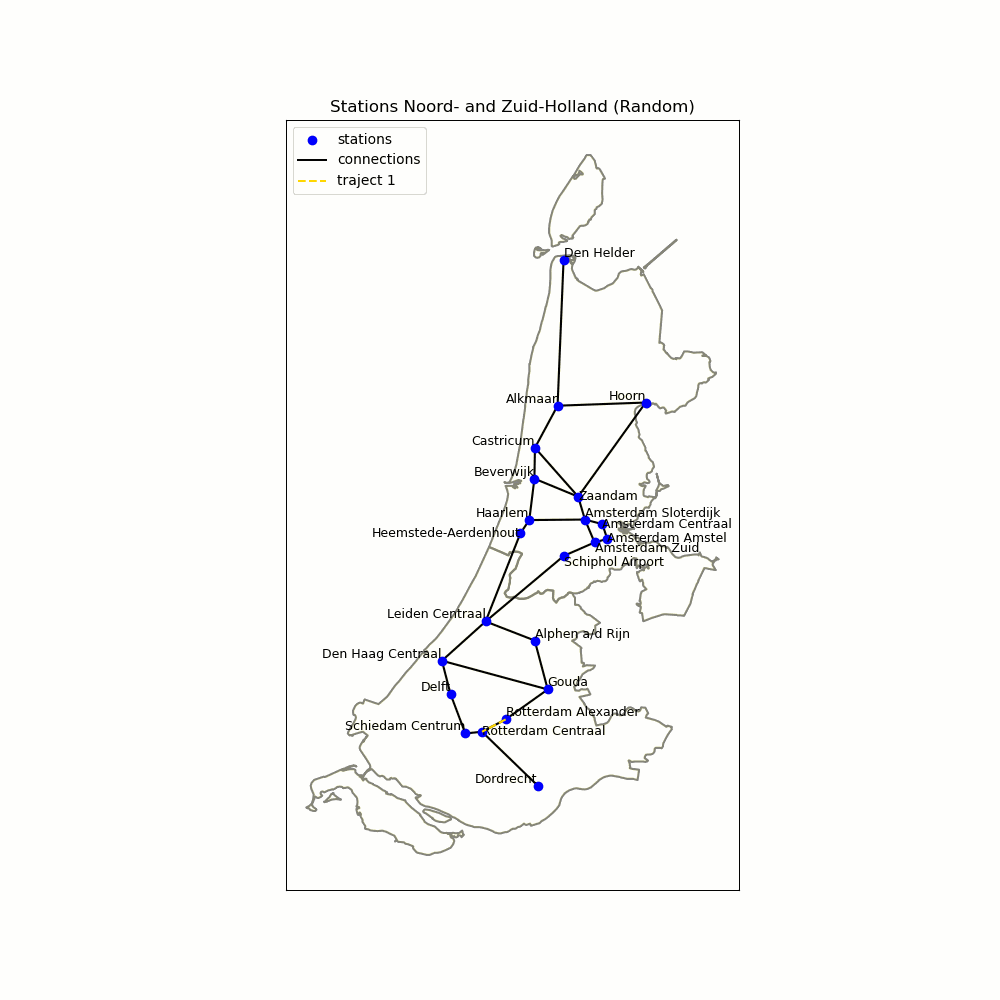 Stations Noord- and Zuid-Holland (Random)
stations
connections
traject 1
Den Helder
Alkmaar
Hoorn
Castricum
Beverwijk
Zaandam
Haarlem
Amsterdam Sloterdijk
Amsterdam Centraal
Heemstede-Aerdenhout
Amsterdam Amstel
Amsterdam Zuid
Schiphol Airport
Leiden Centraal
Alphen a/d Rijn
Den Haag Centraal
Gouda
Delft
Rotterdam Alexander
Schiedam Centrum
Rotterdam Centraal
Dordrecht